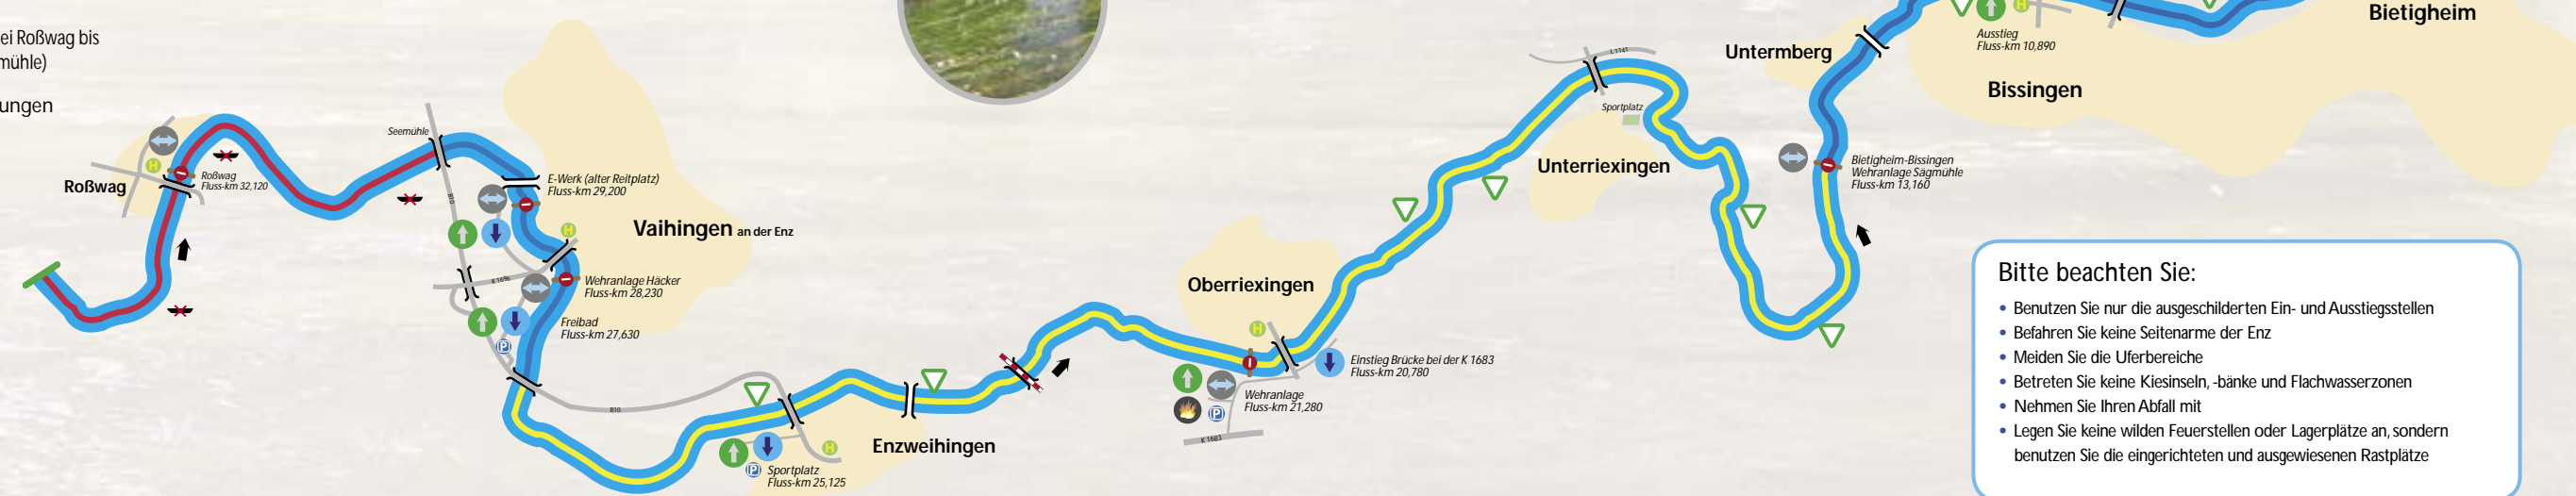 ei Roßwag bis
mühle)
ungen
Roßwag
H
Roßwag
Fluss-km 32,120
Seemühle
B10
E-Werk (alter Reitplatz)
Fluss-km 29,200
H
Vaihingen an der Enz
K 1696
Wehranlage Häcker
Fluss-km 28,230
Freibad
Fluss-km 27,630
P
B10
H
P
Sportplatz
Fluss-km 25,125
Enzweihingen
Oberriexingen
H
Einstieg Brücke bei der K 1683
Fluss-km 20,780
Wehranlage
Fluss-km 21,280
P
K 1683
L 1141
Sportplatz
Unterriexingen
Untermberg
H
Ausstieg
Fluss-km 10,890
Bietigheim
Bissingen
Bietigheim-Bissingen
Wehranlage Sägmühle
Fluss-km 13,160
Bitte beachten Sie:
• Benutzen Sie nur die ausgeschilderten Ein- und Ausstiegsstellen
• Befahren Sie keine Seitenarme der Enz
• Meiden Sie die Uferbereiche
• Betreten Sie keine Kiesinseln, -bänke und Flachwasserzonen
• Nehmen Sie Ihren Abfall mit
• Legen Sie keine wilden Feuerstellen oder Lagerplätze an, sondern
benutzen Sie die eingerichteten und ausgewiesenen Rastplätze